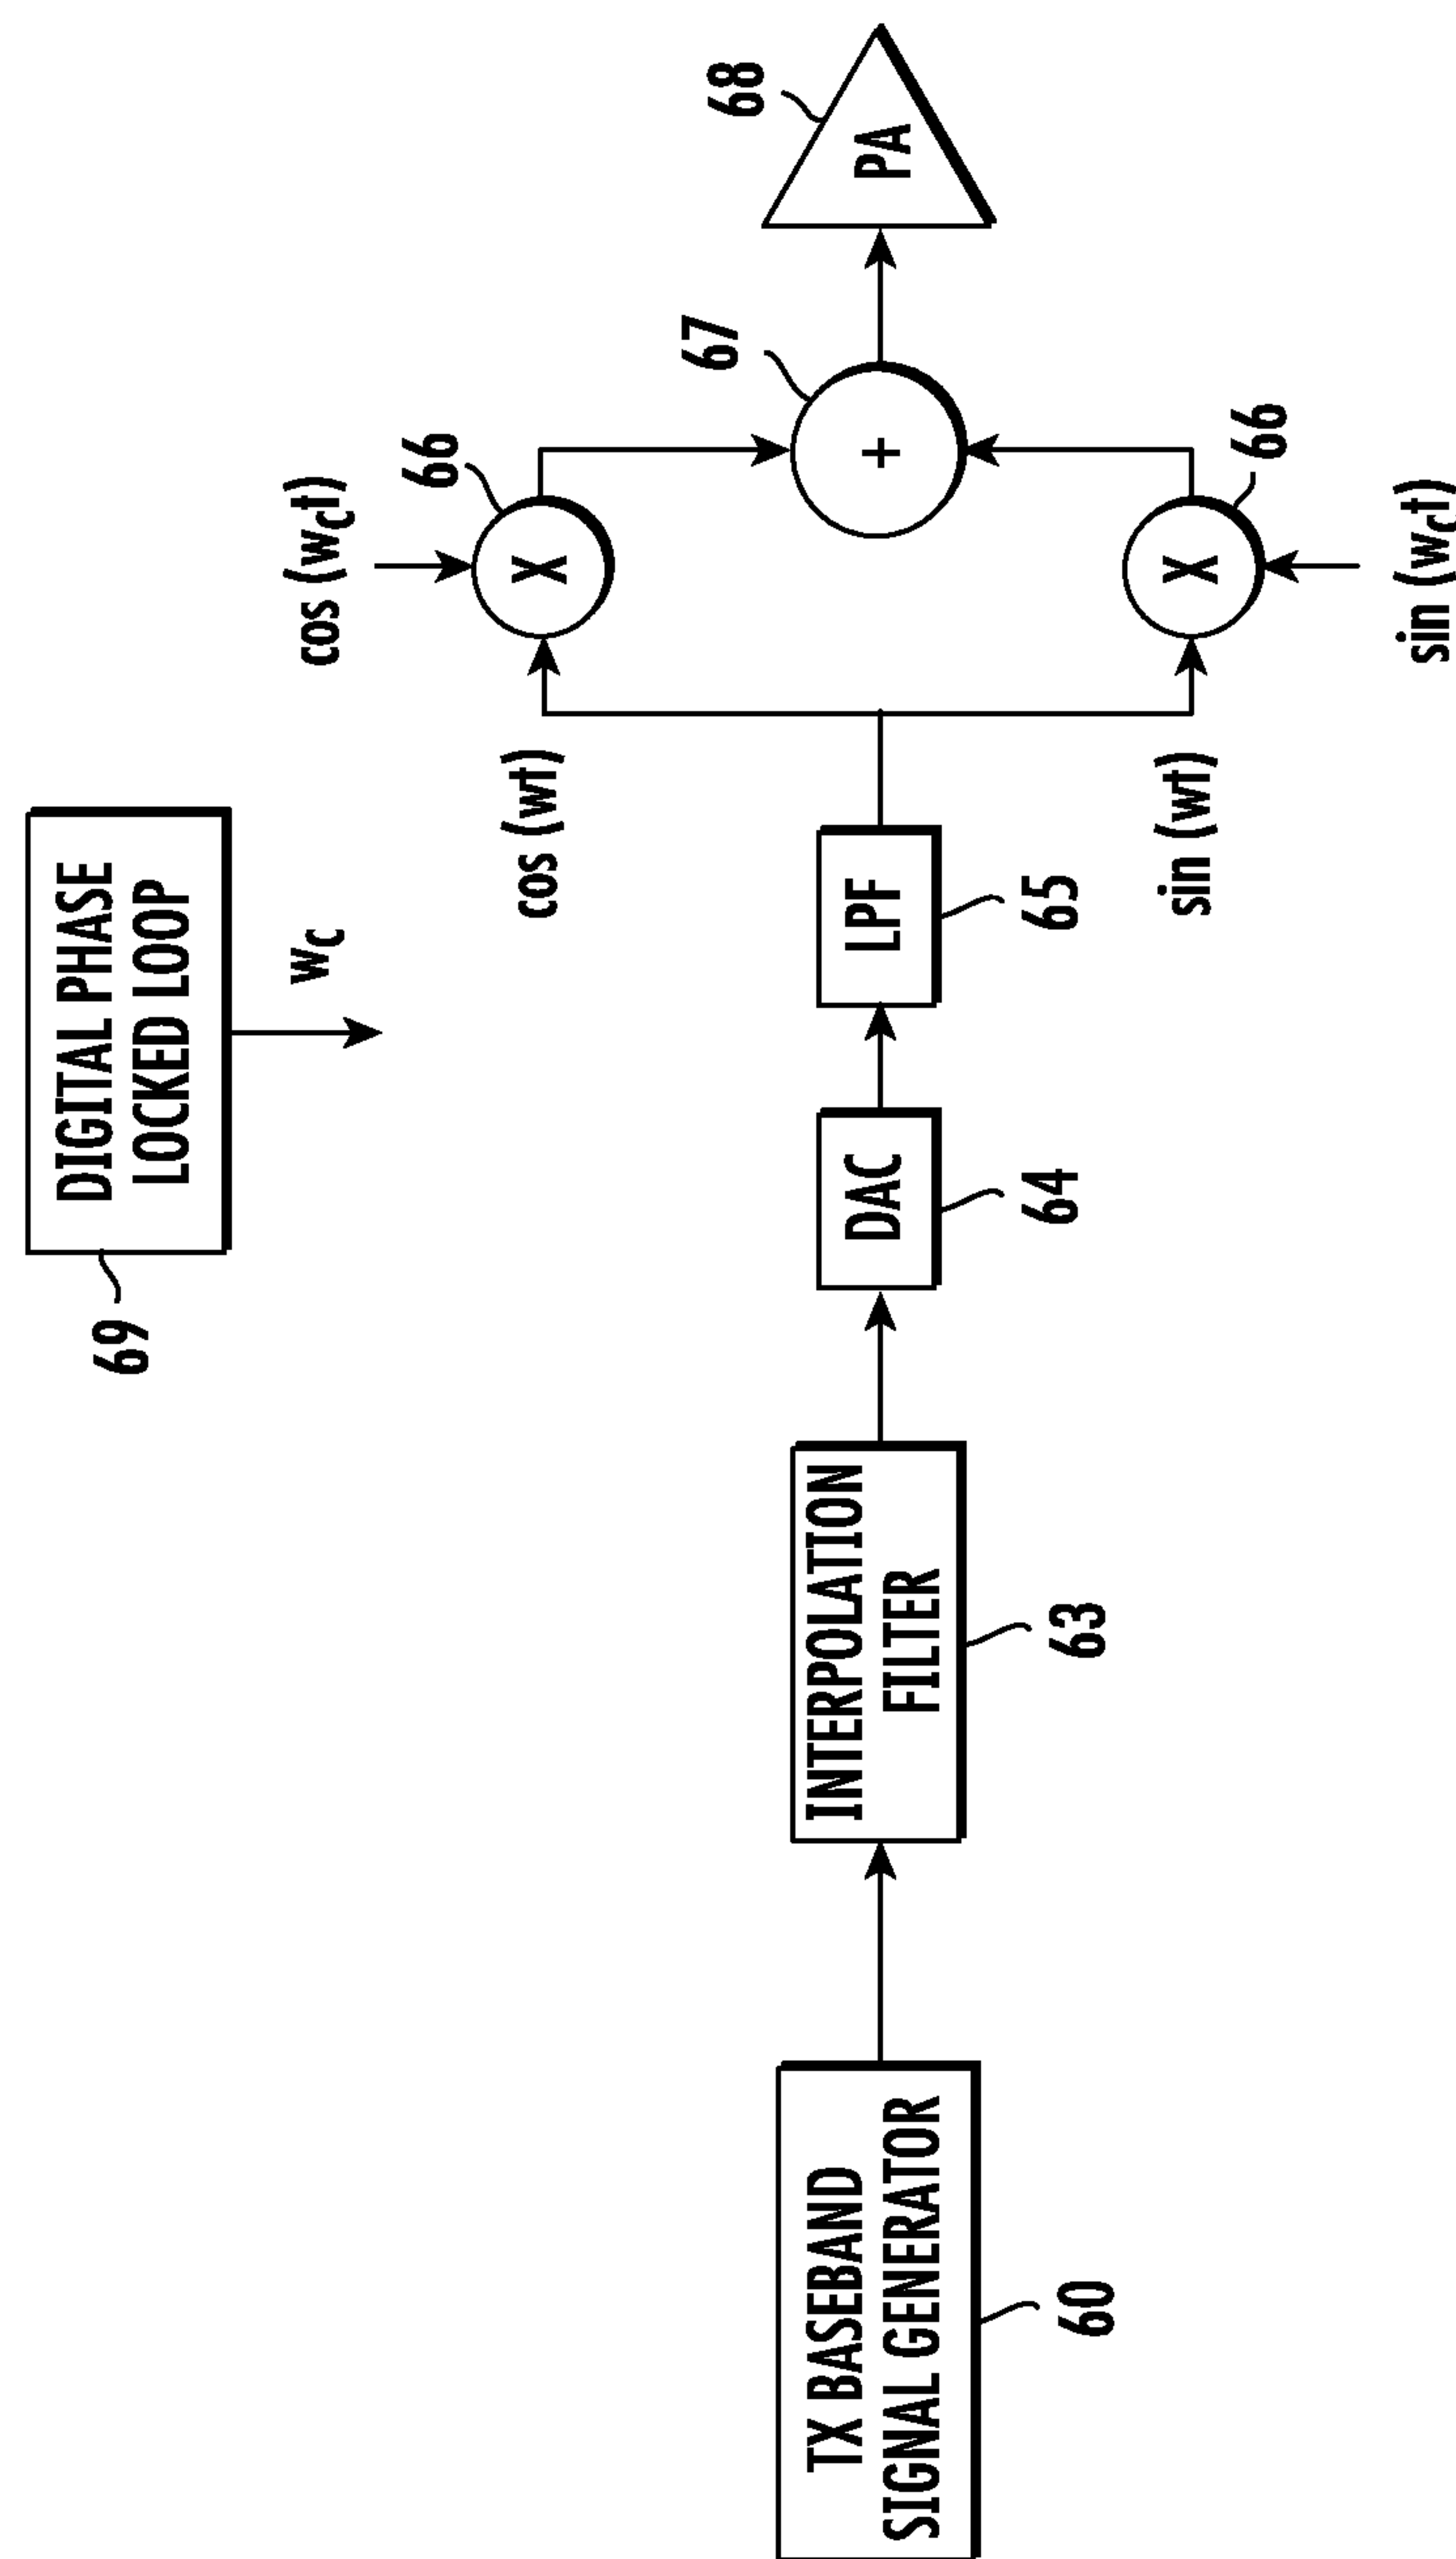 69
DIGITAL PHASE
LOCKED LOOP
wc
cos (wct)
66
X
cos (wt)
67
+
68
PA
TX BASEBAND
SIGNAL GENERATOR
60
INTERPOLATION
FILTER
63
DAC
64
LPF
65
sin (wt)
X
66
sin (wct)